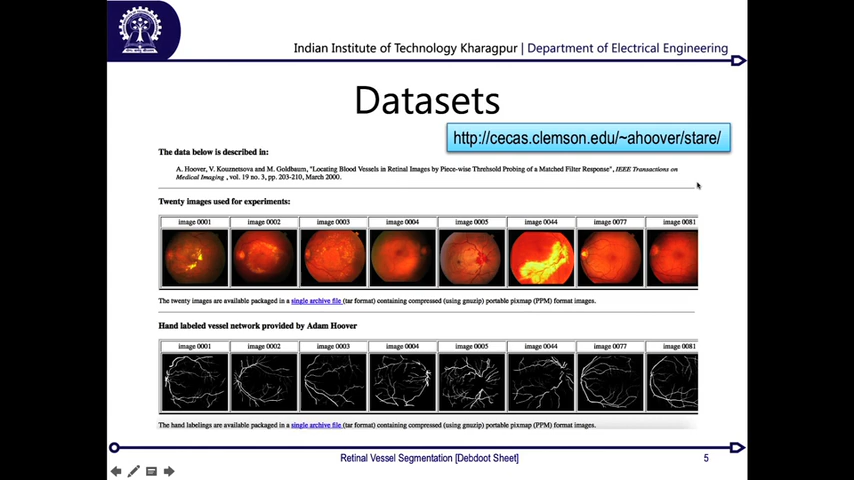 Indian Institute of Technology Kharagpur | Department of Electrical Engineering
Datasets
http://cecas.clemson.edu/~ahoover/stare/
The data below is described in:
A. Hoover, V. Kouznetsova and M. Goldbaum, "Locating Blood Vessels in Retinal Images by Piece-wise Threhsold Probing of a Matched Filter Response", IEEE Transactions on
Medical Imaging , vol. 19 no. 3, pp. 203-210, March 2000.
Twenty images used for experiments:
image 0001 image 0002 image 0003 image 0004 image 0005 image 0044 image 0077 image 0081
The twenty images are available packaged in a single archive file (tar format) containing compressed (using gnuzip) portable pixmap (PPM) format images.
Hand labeled vessel network provided by Adam Hoover
image 0001 image 0002 image 0003 image 0004 image 0005 image 0044 image 0077 image 0081
The hand labelings are available packaged in a single archive file (tar format) containing compressed (using gnuzip) portable pixmap (PPM) format images.
Retinal Vessel Segmentation [Debdoot Sheet]
5